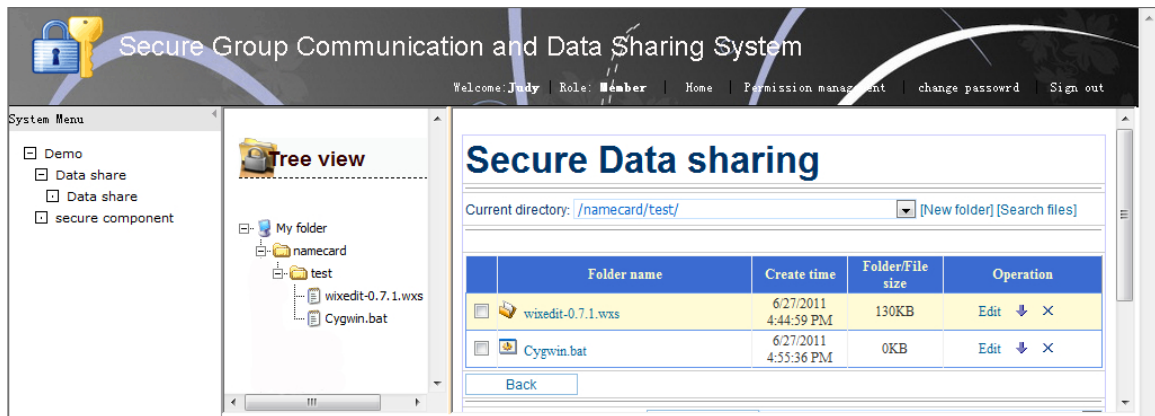 Secure Group Communication and Data Sharing System
Welcome:Judy Role: Member Home Permission management change passowrd Sign out
System Menu
Demo
Data share
Data share
secure component
Tree view
My folder
namecard
test
wixedit-0.7.1.wxs
Cygwin.bat
Secure Data sharing
Current directory: /namecard/test/ [New folder] [Search files]
Folder name Create time Folder/File size Operation
wixedit-0.7.1.wxs 6/27/2011 4:44:59 PM 130KB Edit
Cygwin.bat 6/27/2011 4:55:36 PM 0KB Edit
Back